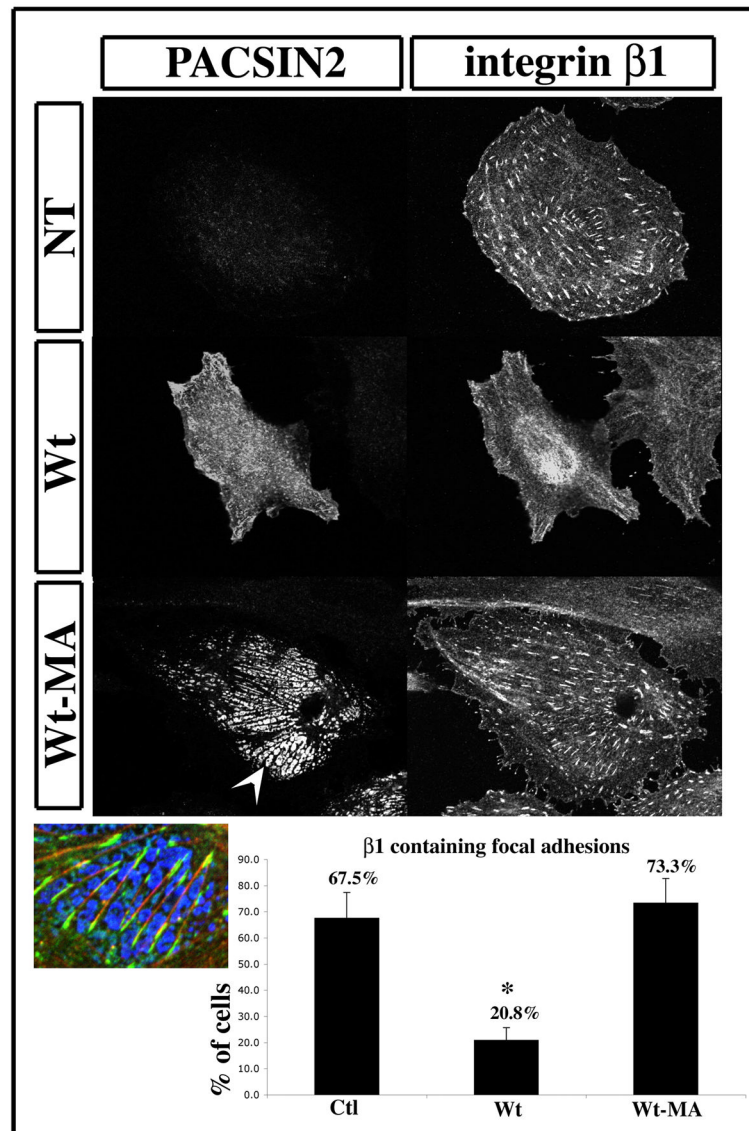 PACSIN2
integrin β1
NT
Wt
Wt-MA
β1 containing focal adhesions
% of cells
90.0
80.0
70.0
60.0
50.0
40.0
30.0
20.0
10.0
0.0
67.5%
*
20.8%
73.3%
Ctl
Wt
Wt-MA